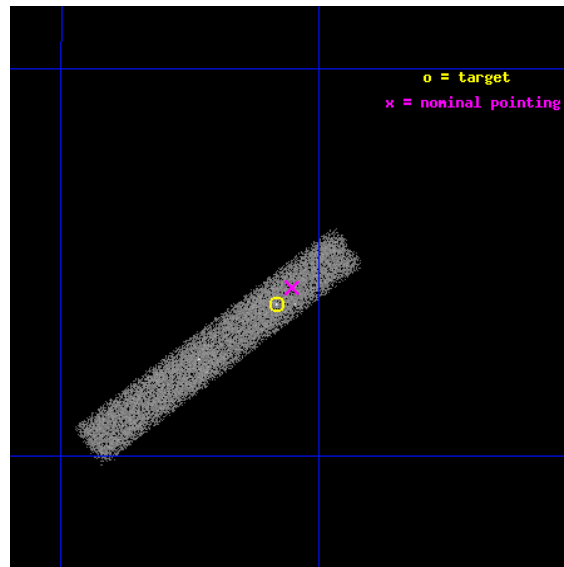 o = target
x = nominal pointing